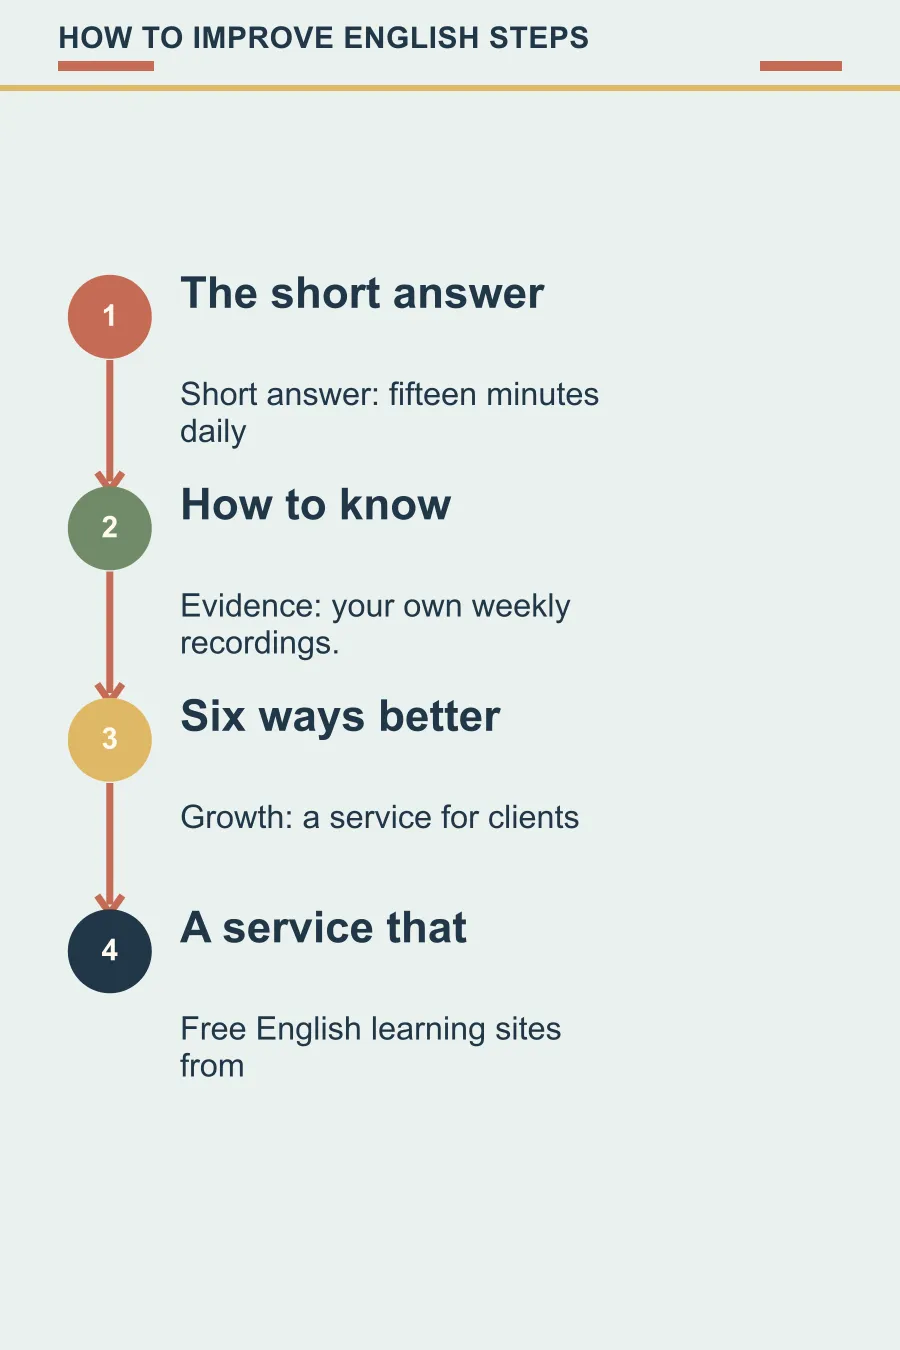 HOW TO IMPROVE ENGLISH STEPS
1
The short answer
Short answer: fifteen minutes
daily
2
How to know
Evidence: your own weekly
recordings.
3
Six ways better
Growth: a service for clients
4
A service that
Free English learning sites
from